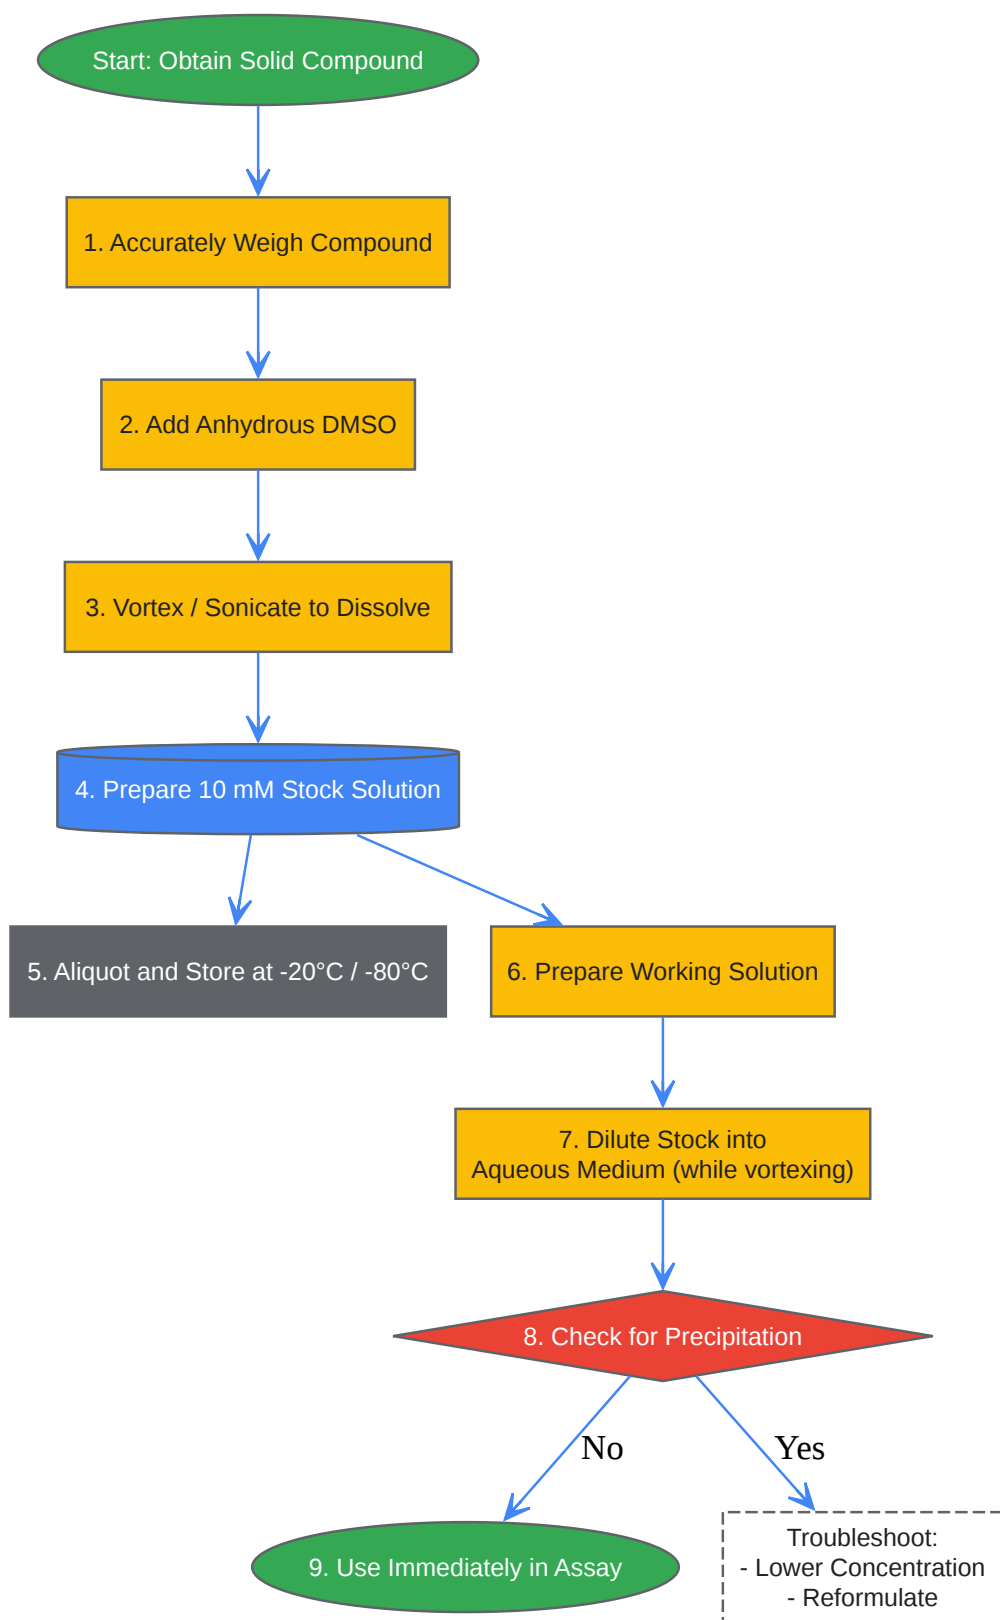 Start: Obtain Solid Compound
1. Accurately Weigh Compound
2. Add Anhydrous DMSO
3. Vortex / Sonicate to Dissolve
4. Prepare 10 mM Stock Solution
5. Aliquot and Store at -20°C / -80°C
6. Prepare Working Solution
7. Dilute Stock into
Aqueous Medium (while vortexing)
8. Check for Precipitation
No
Yes
9. Use Immediately in Assay
Troubleshoot:
- Lower Concentration
- Reformulate